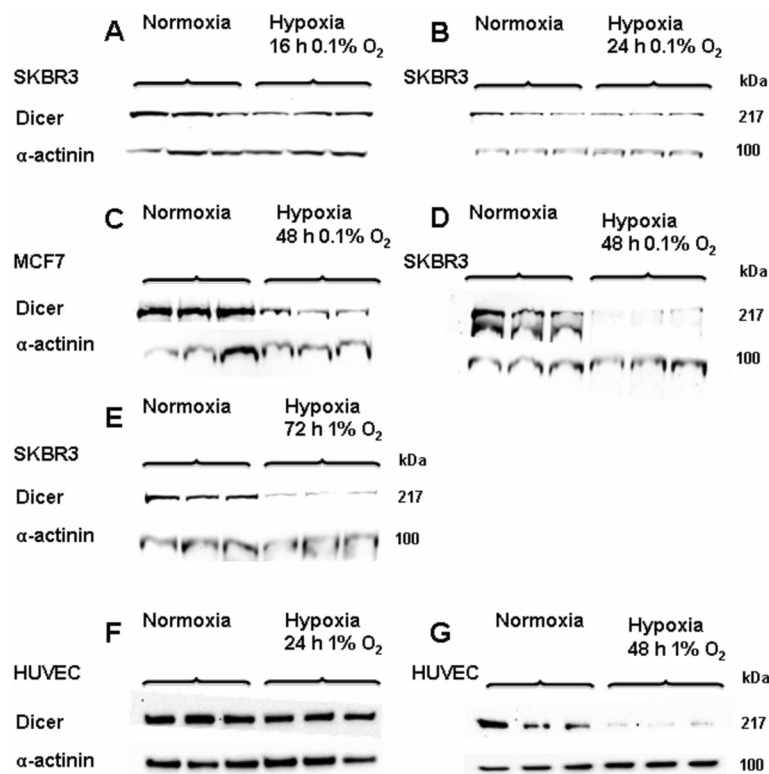 A Normoxia Hypoxia
16 h 0.1% O2
SKBR3
Dicer
α-actinin
B Normoxia Hypoxia
24 h 0.1% O2
SKBR3
kDa
217
100
C Normoxia Hypoxia
48 h 0.1% O2
MCF7
Dicer
α-actinin
D Normoxia Hypoxia
48 h 0.1% O2
SKBR3
kDa
217
100
E Normoxia Hypoxia
72 h 1% O2
SKBR3
kDa
Dicer 217
α-actinin 100
F Normoxia Hypoxia
24 h 1% O2
HUVEC
Dicer
α-actinin
G Normoxia Hypoxia
48 h 1% O2
HUVEC
kDa
217
100